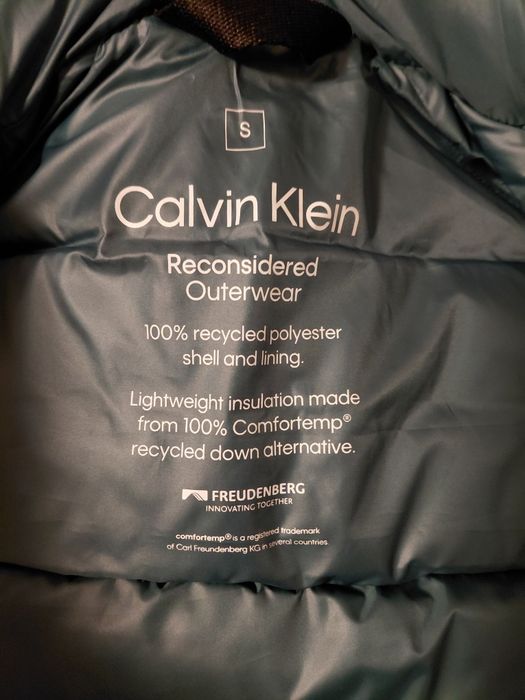 S
Calvin Klein
Reconsidered
Outerwear
100% recycled polyester
shell and lining.
Lightweight insulation made
from 100% Comfortemp®
recycled down alternative.
FREUDENBERG
INNOVATING TOGETHER
comfortemp® is a registered trademark
of Carl Freundenberg KG in several countries.